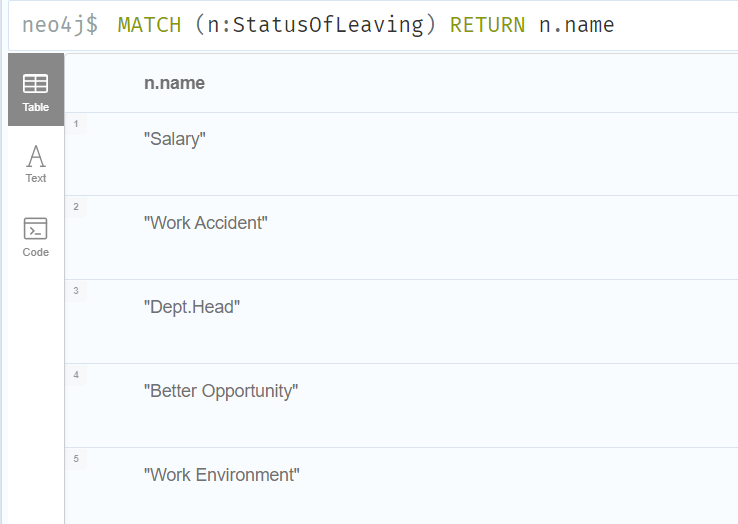 neo4j$ MATCH (n:StatusOfLeaving) RETURN n.name
Table
Text
Code
n.name
1
"Salary"
2
"Work Accident"
3
"Dept.Head"
4
"Better Opportunity"
5
"Work Environment"